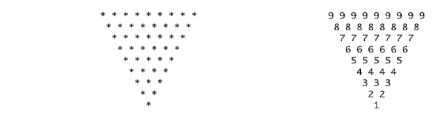 * * * * * * * * * 9 9 9 9 9 9 9 9 9
* * * * * * * * 8 8 8 8 8 8 8 8
* * * * * * * 7 7 7 7 7 7 7
* * * * * * 6 6 6 6 6 6
* * * * * 5 5 5 5 5
* * * * 4 4 4 4
* * * 3 3 3
* * 2 2
* 1